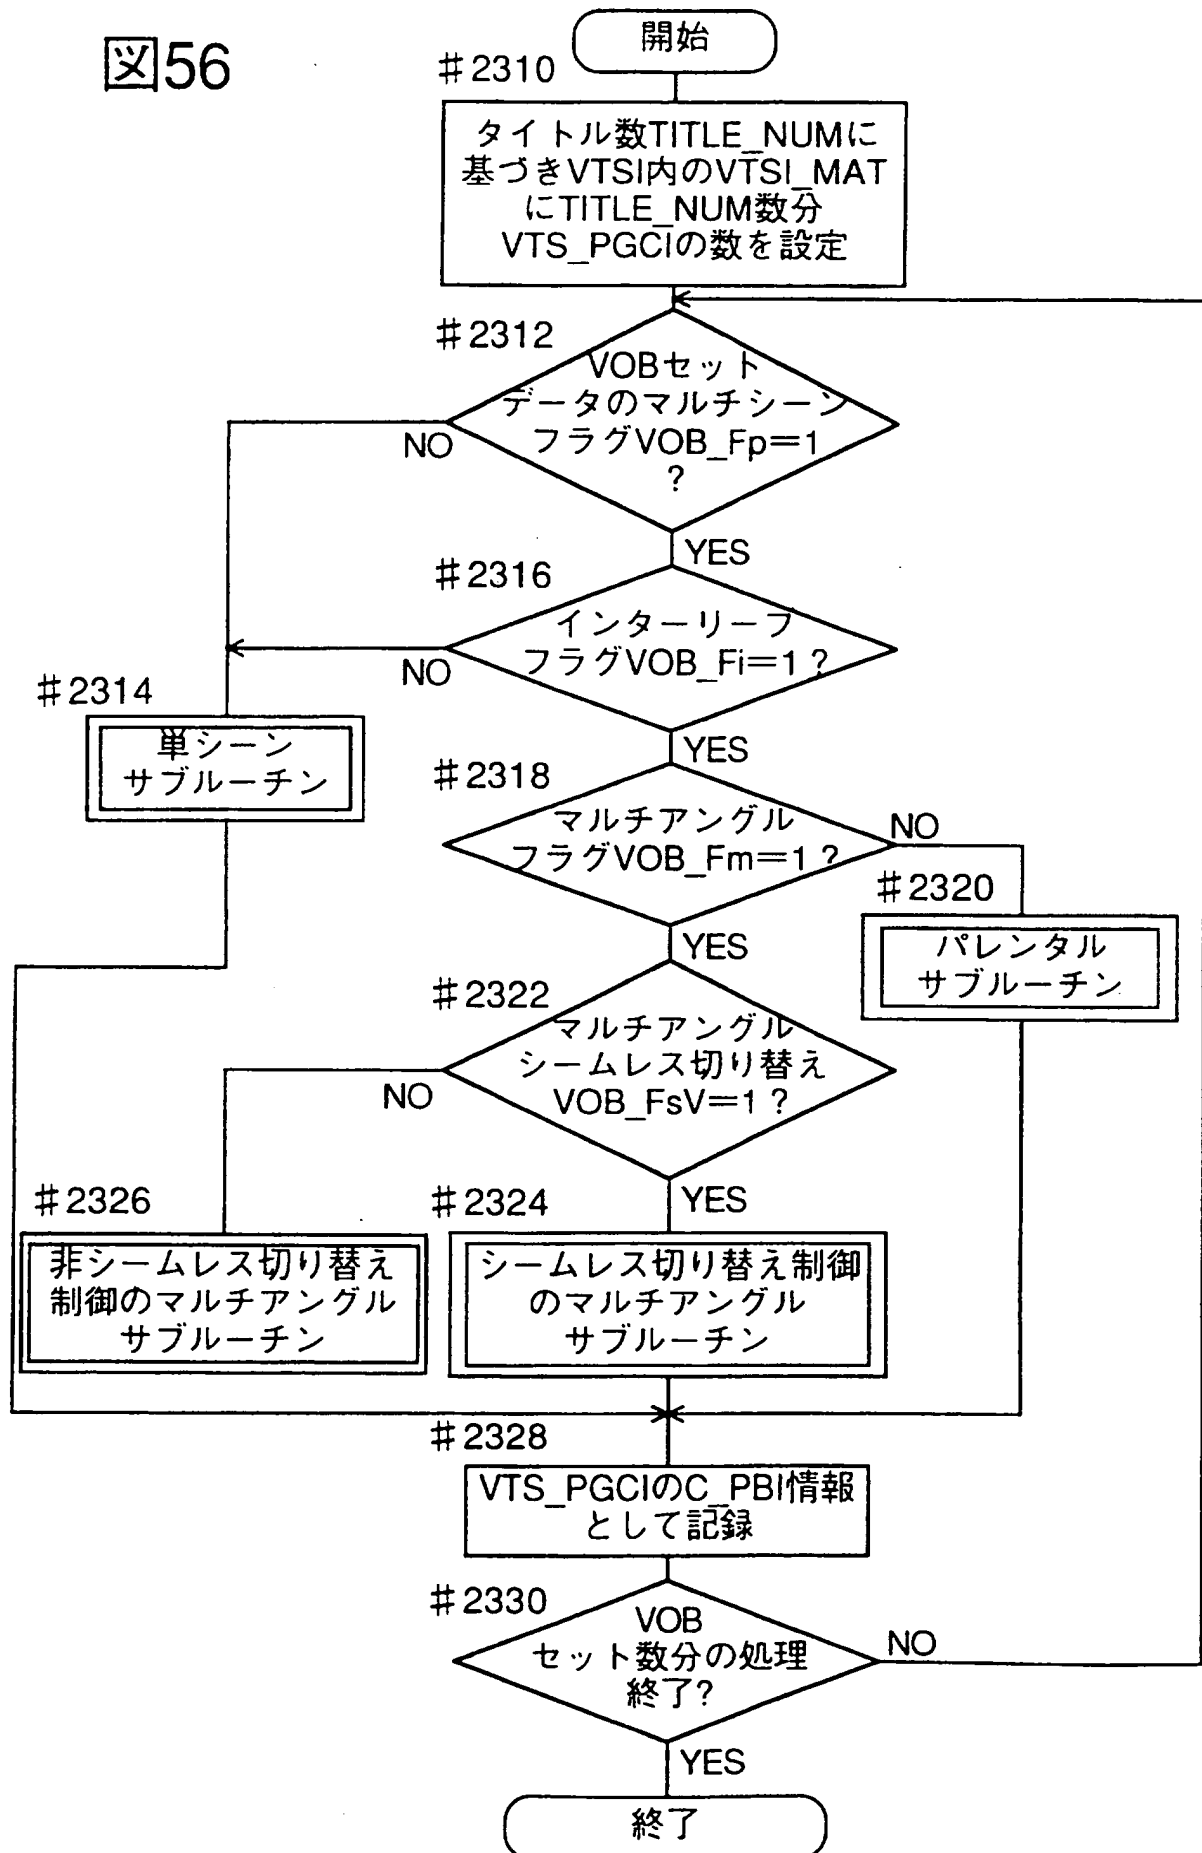 図56
開始
#2310
タイトル数TITLE_NUMに
基づきVTSI内のVTSI_MAT
にTITLE_NUM数分
VTS_PGCIの数を設定
#2312
VOBセット
データのマルチシーン
フラグVOB_Fp=1
?
NO
YES
#2316
インターリーフ
フラグVOB_Fi=1?
NO
YES
#2314
単シーン
サブルーチン
#2318
マルチアングル
フラグVOB_Fm=1?
NO
YES
#2320
パレンタル
サブルーチン
#2322
マルチアングル
シームレス切り替え
VOB_FsV=1?
NO
YES
#2326
非シームレス切り替え
制御のマルチアングル
サブルーチン
#2324
シームレス切り替え制御
のマルチアングル
サブルーチン
#2328
VTS_PGCIのC_PBI情報
として記録
#2330
VOB
セット数分の処理
終了?
NO
YES
終了